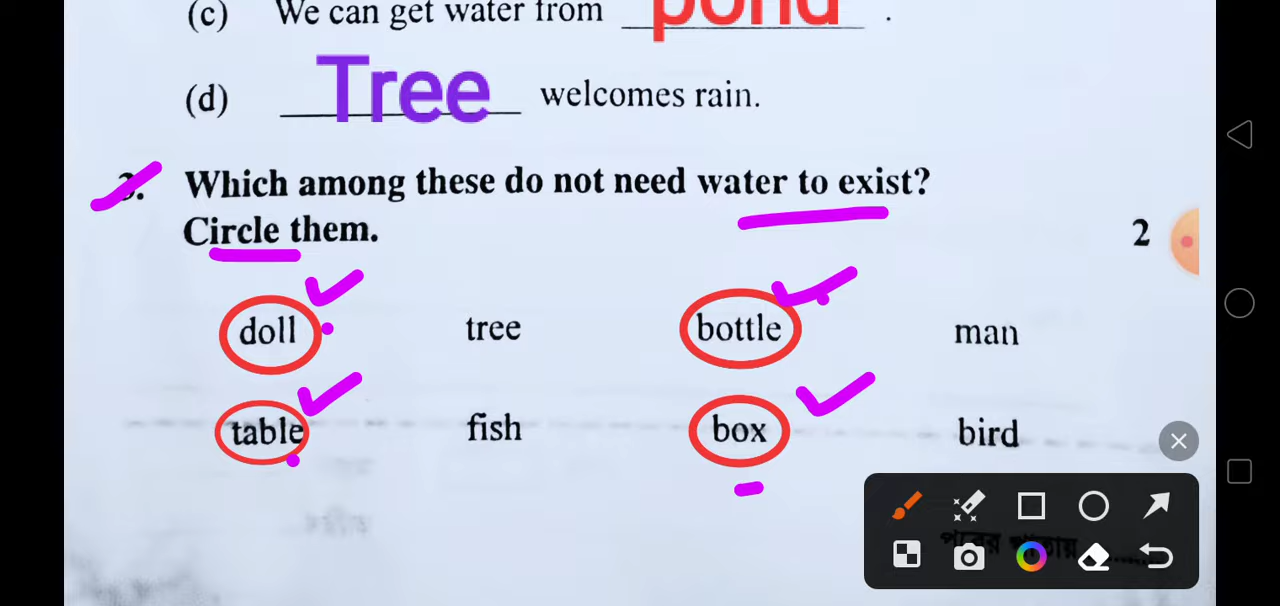 (c) We can get water from pond .
(d) Tree welcomes rain.
3. Which among these do not need water to exist?
Circle them. 2
doll tree bottle man
table fish box bird